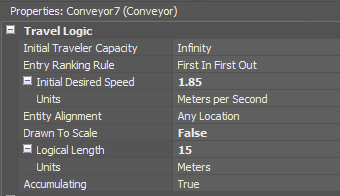 Properties: Conveyor7 (Conveyor)
Travel Logic
Initial Traveler Capacity Infinity
Entry Ranking Rule First In First Out
Initial Desired Speed 1.85
Units Meters per Second
Entity Alignment Any Location
Drawn To Scale False
Logical Length 15
Units Meters
Accumulating True